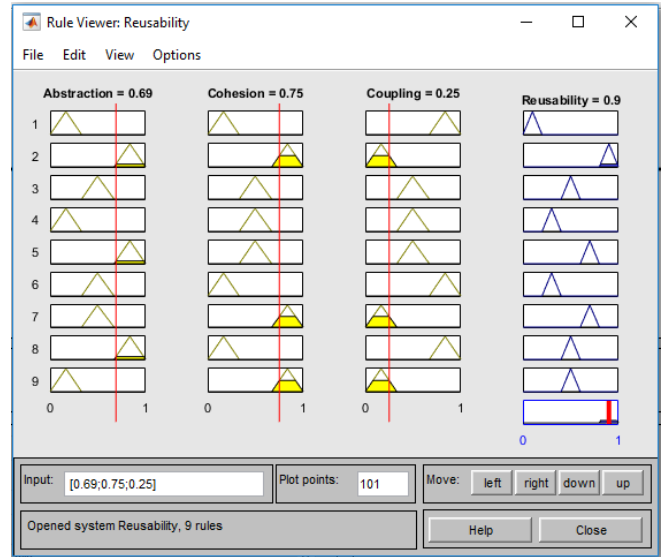 Rule Viewer: Reusability
File Edit View Options
Abstraction = 0.69 Cohesion = 0.75 Coupling = 0.25 Reusability = 0.9
1
2
3
4
5
6
7
8
9
0 1 0 1 0 1
0 1
Input: [0.69;0.75;0.25] Plot points: 101 Move: left right down up
Opened system Reusability, 9 rules Help Close